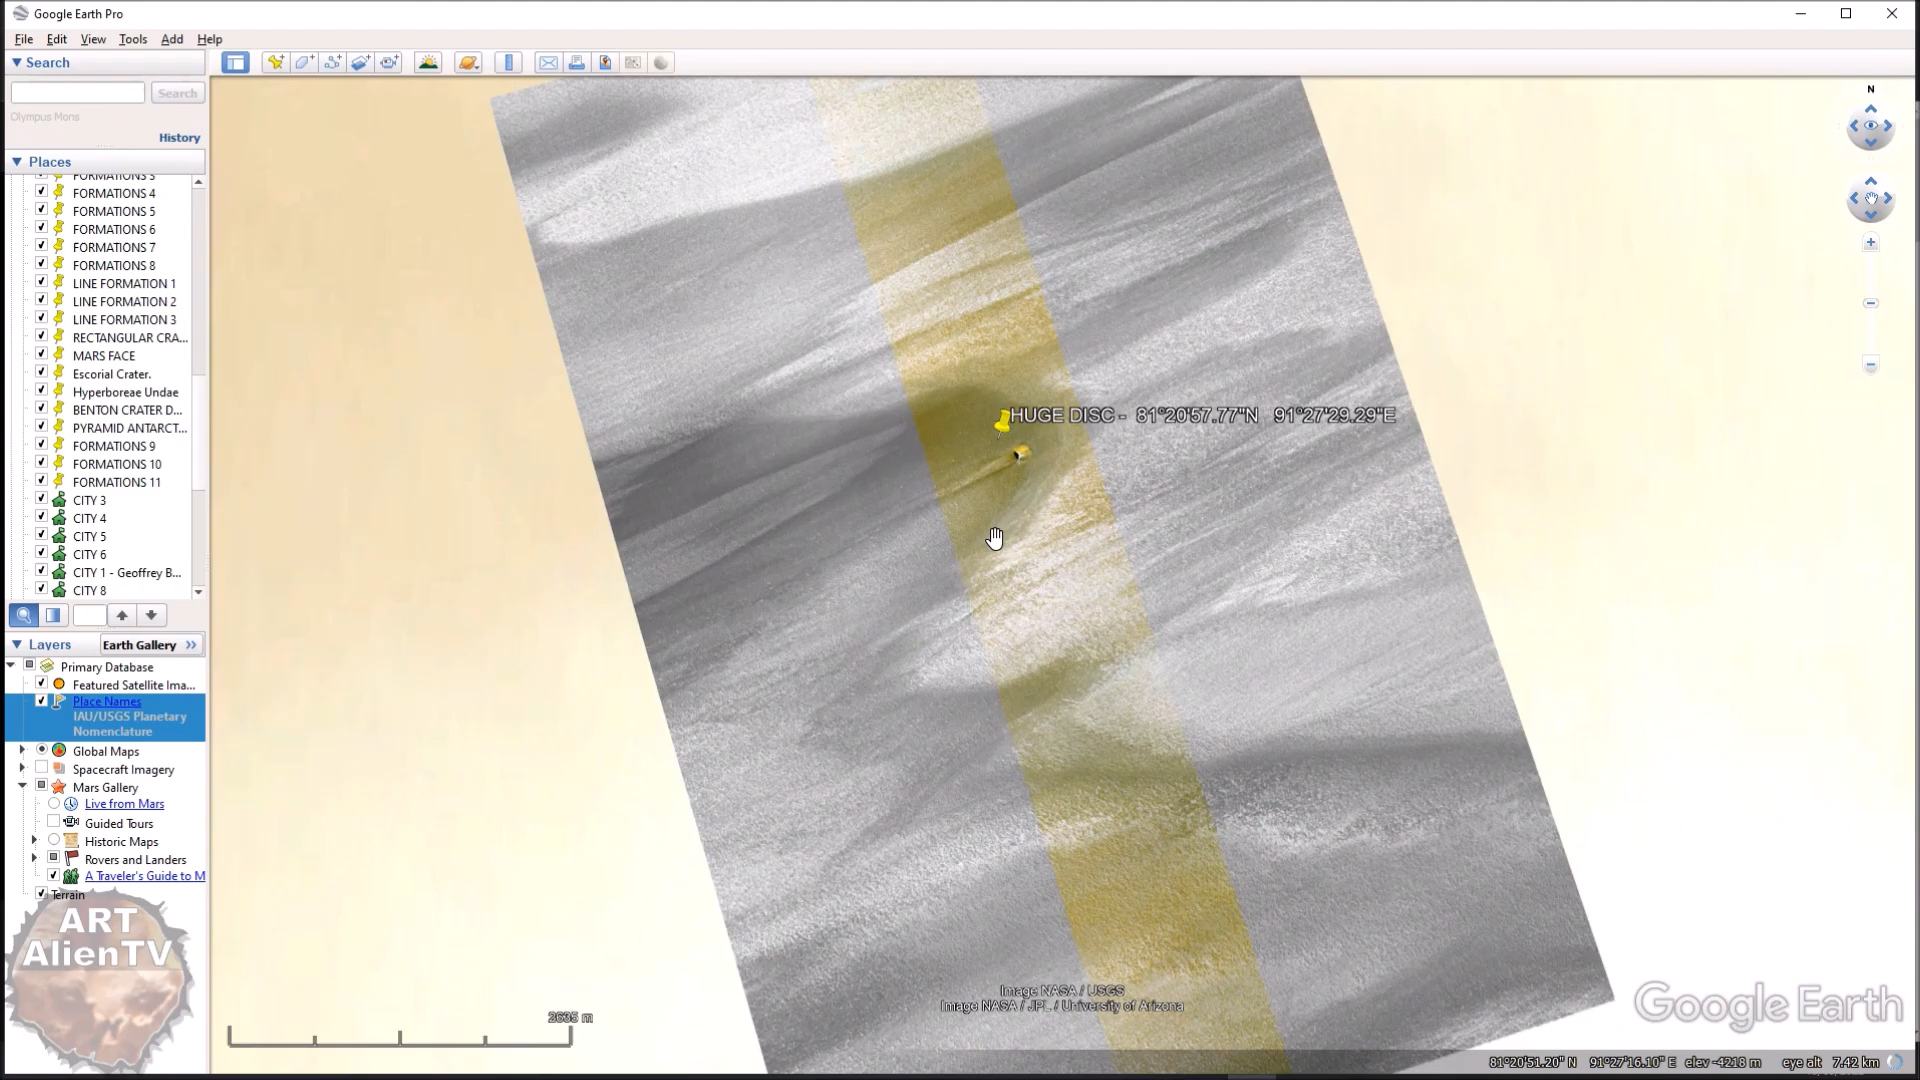 Google Earth Pro
File Edit View Tools Add Help
Search
Search
Olympus Mons
History
Places
FORMATIONS 3
FORMATIONS 4
FORMATIONS 5
FORMATIONS 6
FORMATIONS 7
FORMATIONS 8
LINE FORMATION 1
LINE FORMATION 2
LINE FORMATION 3
RECTANGULAR CRA...
MARS FACE
Escorial Crater.
Hyperboreae Undae
BENTON CRATER D...
PYRAMID ANTARCT...
FORMATIONS 9
FORMATIONS 10
FORMATIONS 11
CITY 3
CITY 4
CITY 5
CITY 6
CITY 1 - Geoffrey B...
CITY 8
Layers
Earth Gallery >>
Primary Database
Featured Satellite Ima...
Place Names
IAU/USGS Planetary
Nomenclature
Global Maps
Spacecraft Imagery
Mars Gallery
Live from Mars
Guided Tours
Historic Maps
Rovers and Landers
A Traveler's Guide to M
Terrain
ART
AlienTV
N
HUGE DISC - 81°20'57.77"N 91°27'29.29"E
Image NASA / USGS
Image NASA / JPL / University of Arizona
2635 m
Google Earth
81°20'51.20" N 91°27'16.10" E elev -4218 m eye alt 7.42 km